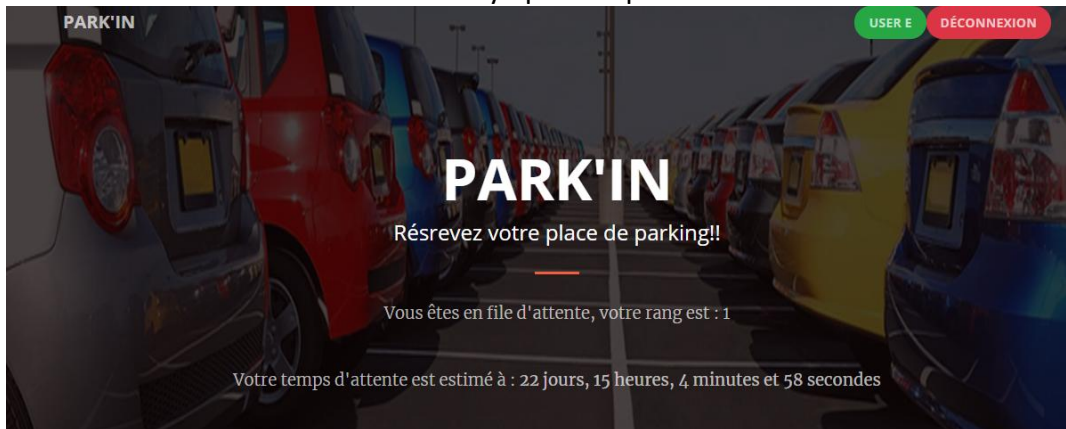 PARK'IN
USER E
DÉCONNEXION
PARK'IN
Résrevez votre place de parking!!
Vous êtes en file d'attente, votre rang est : 1
Votre temps d'attente est estimé à : 22 jours, 15 heures, 4 minutes et 58 secondes